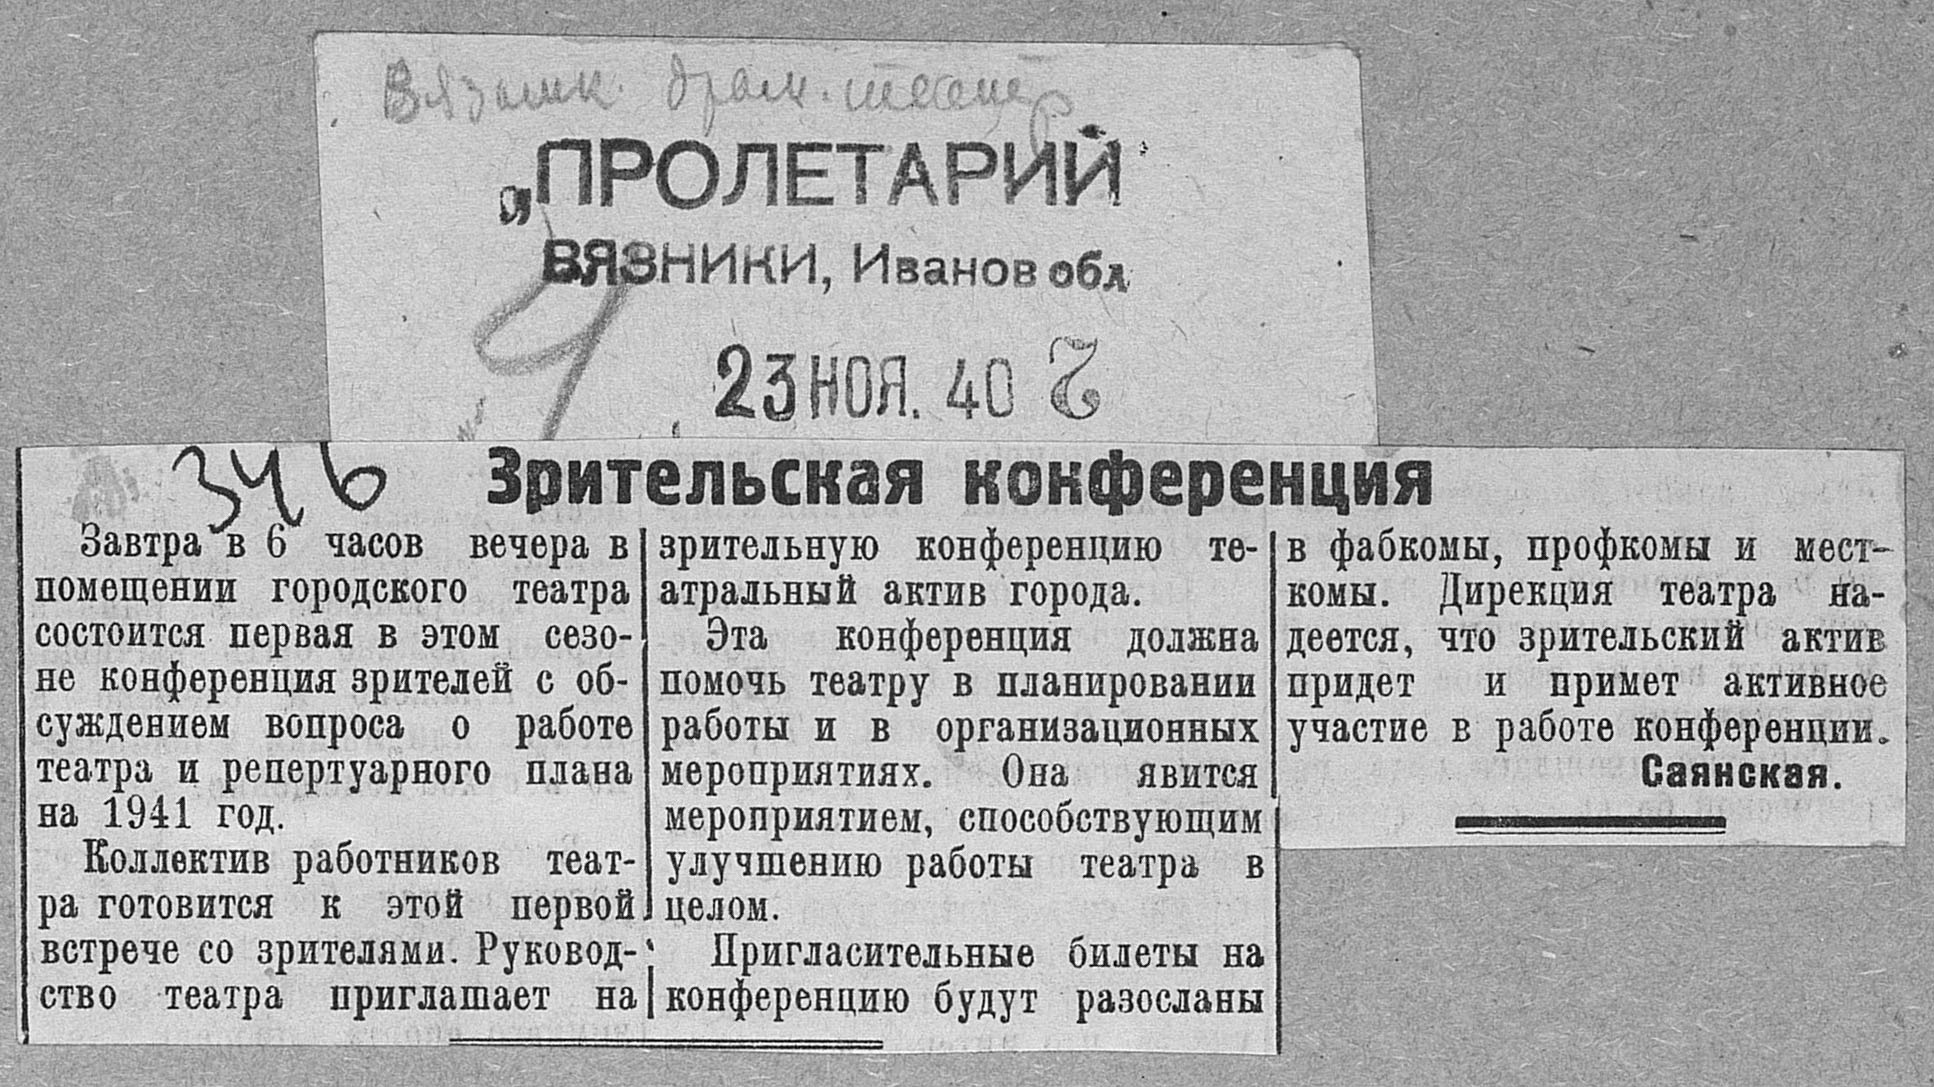 Вязник. драм. театр
„ПРОЛЕТАРИЙ
ВЯЗНИКИ, Иванов обл
23 НОЯ. 40
346
Зрительская конференция
Завтра в 6 часов вечера в
помещении городского театра
состоится первая в этом сезо-
не конференция зрителей с об-
суждением вопроса о работе
театра и репертуарного плана
на 1941 год.
Коллектив работников теат-
ра готовится к этой первой
встрече со зрителями. Руковод-
ство театра приглашает на
зрительную конференцию те-
атральный актив города.
Эта конференция должна
помочь театру в планировании
работы и в организационных
мероприятиях. Она явится
мероприятием, способствующим
улучшению работы театра в
целом.
Пригласительные билеты на
конференцию будут разосланы
в фабкомы, профкомы и мест-
комы. Дирекция театра на-
деется, что зрительский актив
придет и примет активное
участие в работе конференции.
Саянская.